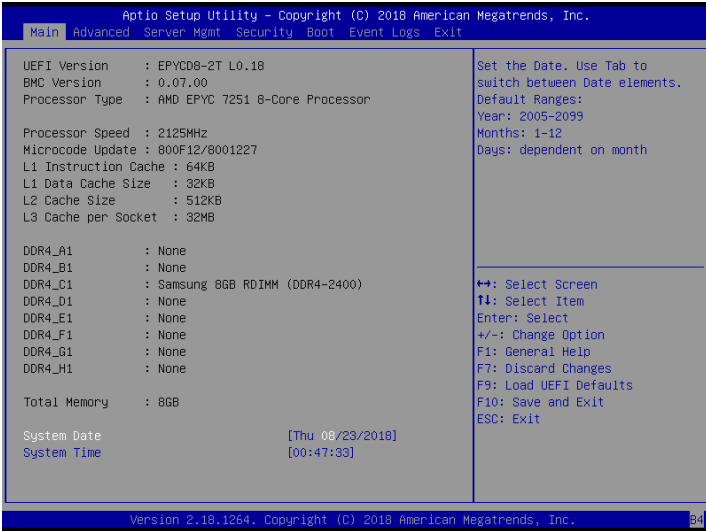 Aptio Setup Utility – Copyright (C) 2018 American Megatrends, Inc.
Main Advanced Server Mgmt Security Boot Event Logs Exit
UEFI Version : EPYCD8-2T L0.18
BMC Version : 0.07.00
Processor Type : AMD EPYC 7251 8-Core Processor
Processor Speed : 2125MHz
Microcode Update : 800F12/8001227
L1 Instruction Cache : 64KB
L1 Data Cache Size : 32KB
L2 Cache Size : 512KB
L3 Cache per Socket : 32MB
DDR4_A1 : None
DDR4_B1 : None
DDR4_C1 : Samsung 8GB RDIMM (DDR4-2400)
DDR4_D1 : None
DDR4_E1 : None
DDR4_F1 : None
DDR4_G1 : None
DDR4_H1 : None
Total Memory : 8GB
System Date [Thu 08/23/2018]
System Time [00:47:33]
Set the Date. Use Tab to
switch between Date elements.
Default Ranges:
Year: 2005-2099
Months: 1-12
Days: dependent on month
↔: Select Screen
↑↓: Select Item
Enter: Select
+/-: Change Option
F1: General Help
F7: Discard Changes
F9: Load UEFI Defaults
F10: Save and Exit
ESC: Exit
Version 2.18.1264. Copyright (C) 2018 American Megatrends, Inc.
B4